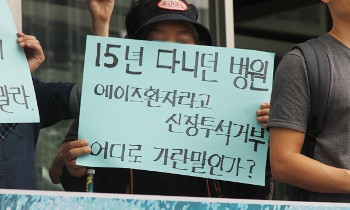 15년 다니던 병원
에이즈환자라고
신장투석거부
어디로 가란말인가?
라.